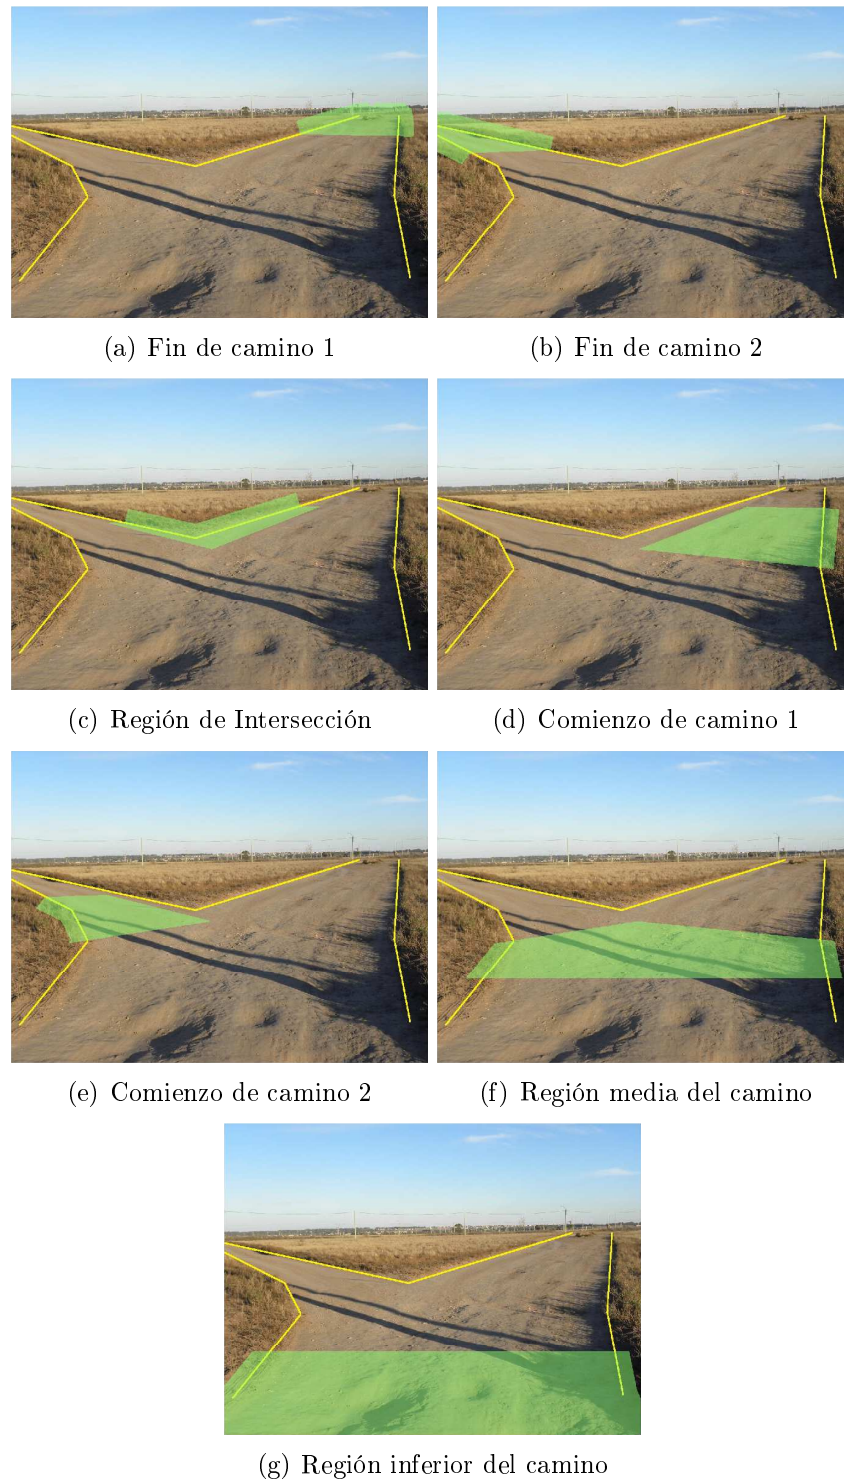 (a) Fin de camino 1
(b) Fin de camino 2
(c) Región de Intersección
(d) Comienzo de camino 1
(e) Comienzo de camino 2
(f) Región media del camino
(g) Región inferior del camino